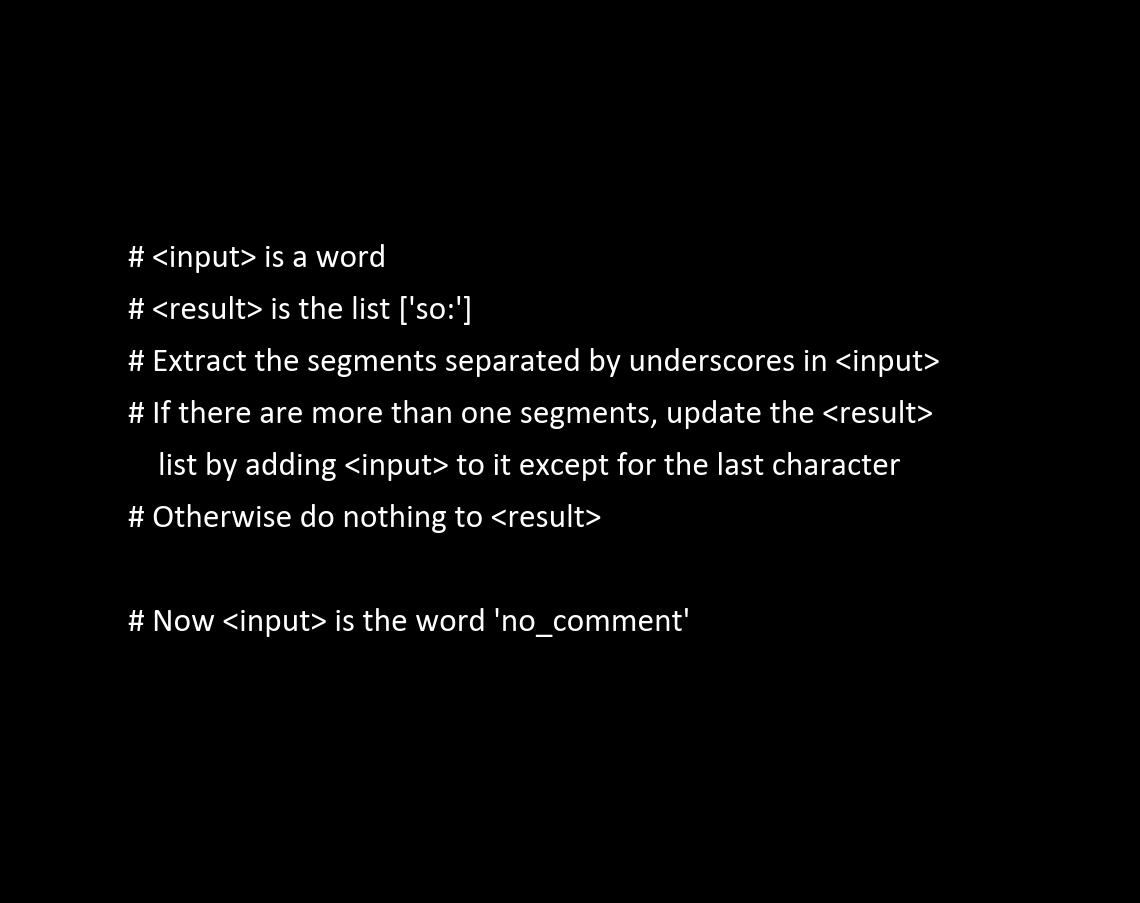 # <input> is a word
# <result> is the list ['so:']
# Extract the segments separated by underscores in <input>
# If there are more than one segments, update the <result>
list by adding <input> to it except for the last character
# Otherwise do nothing to <result>
# Now <input> is the word 'no_comment'